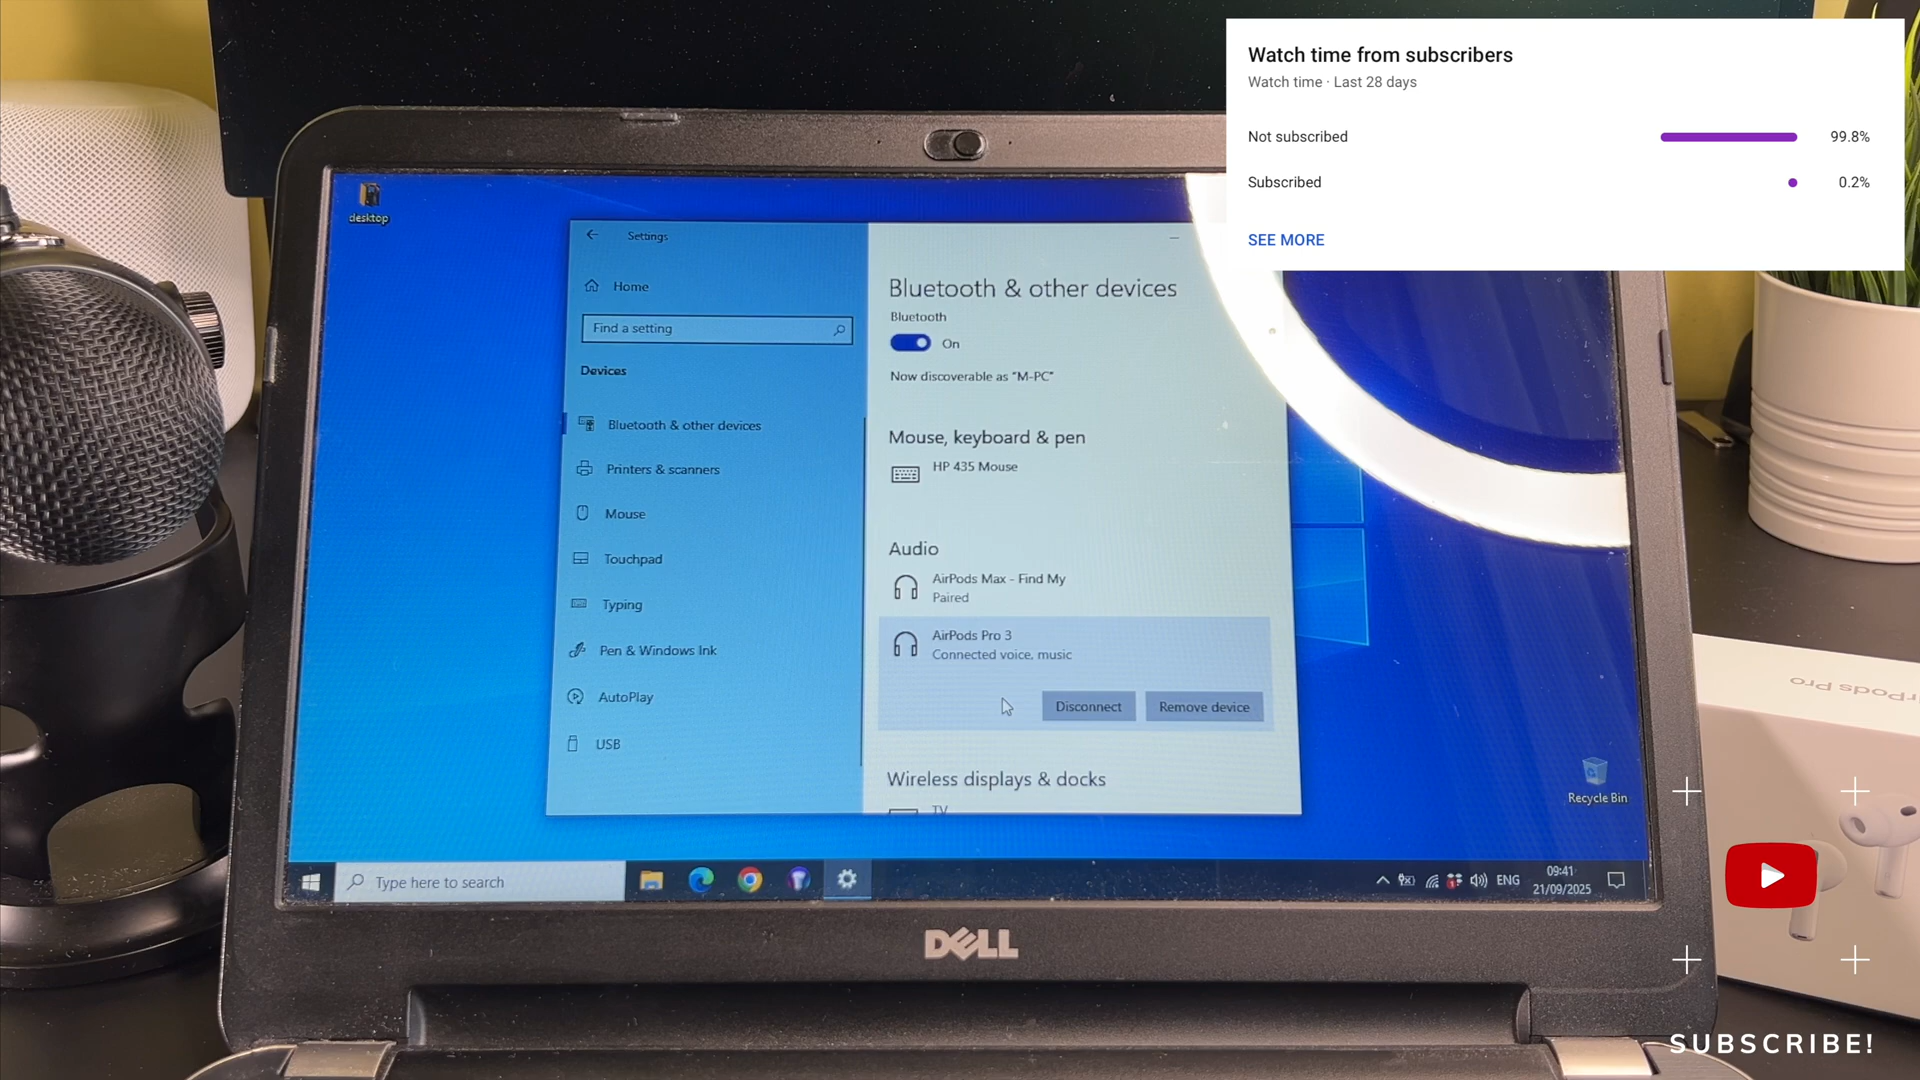 Watch time from subscribers
Watch time · Last 28 days
Not subscribed 99.8%
Subscribed 0.2%
SEE MORE
desktop
Settings
Home
Find a setting
Devices
Bluetooth & other devices
Printers & scanners
Mouse
Touchpad
Typing
Pen & Windows Ink
AutoPlay
USB
Bluetooth & other devices
Bluetooth
On
Now discoverable as "M-PC"
Mouse, keyboard & pen
HP 435 Mouse
Audio
AirPods Max - Find My
Paired
AirPods Pro 3
Connected voice, music
Disconnect Remove device
Wireless displays & docks
TV
Recycle Bin
Type here to search
ENG
09:41
21/09/2025
DELL
rPods Pro
SUBSCRIBE!